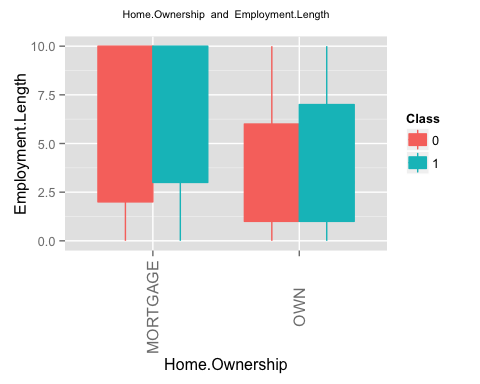 Home.Ownership and Employment.Length
10.0
7.5
5.0
2.5
0.0
Employment.Length
MORTGAGE
OWN
Home.Ownership
Class
0
1